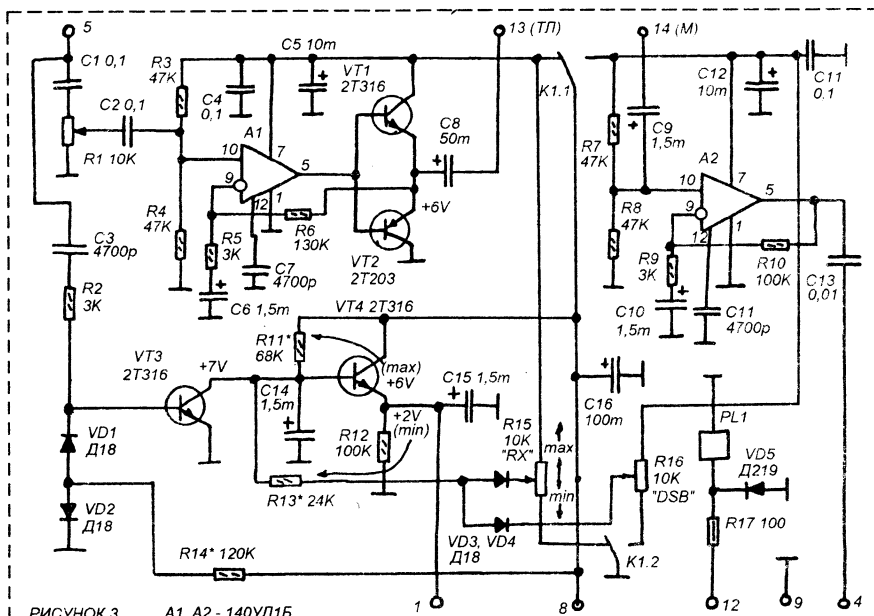 5
13 (ТЛ)
14 (М)
C1 0,1
R3
47K
C5 10m
VT1
2T316
C4
0,1
K1.1
C12
10m
C11
0.1
C2 0,1
A1
C8
50m
R7
47K
C9
1,5m
A2
R1 10K
10
7
5
9
12
1
10
7
5
9
12
1
R4
47K
R5
3K
R6
130K
+6V
R8
47K
R9
3K
R10
100K
C3
4700p
C7
4700p
VT2
2T203
C13
0,01
R2
3K
C6 1,5m
VT4 2T316
C10
1,5m
C11
4700p
R11*
68K
(max)
+6V
VT3
2T316
+7V
C14
1,5m
C15 1,5m
C16
100m
+2V
(min)
R12
100K
R15
10K
"RX"
max
min
PL1
VD1
Д18
R13* 24K
R16
10K
"DSB"
VD5
Д219
VD2
Д18
VD3, VD4
Д18
R17 100
R14* 120K
K1.2
1
8
12
9
4
РИСУНОК 3
A1, A2 - 140УД1Б